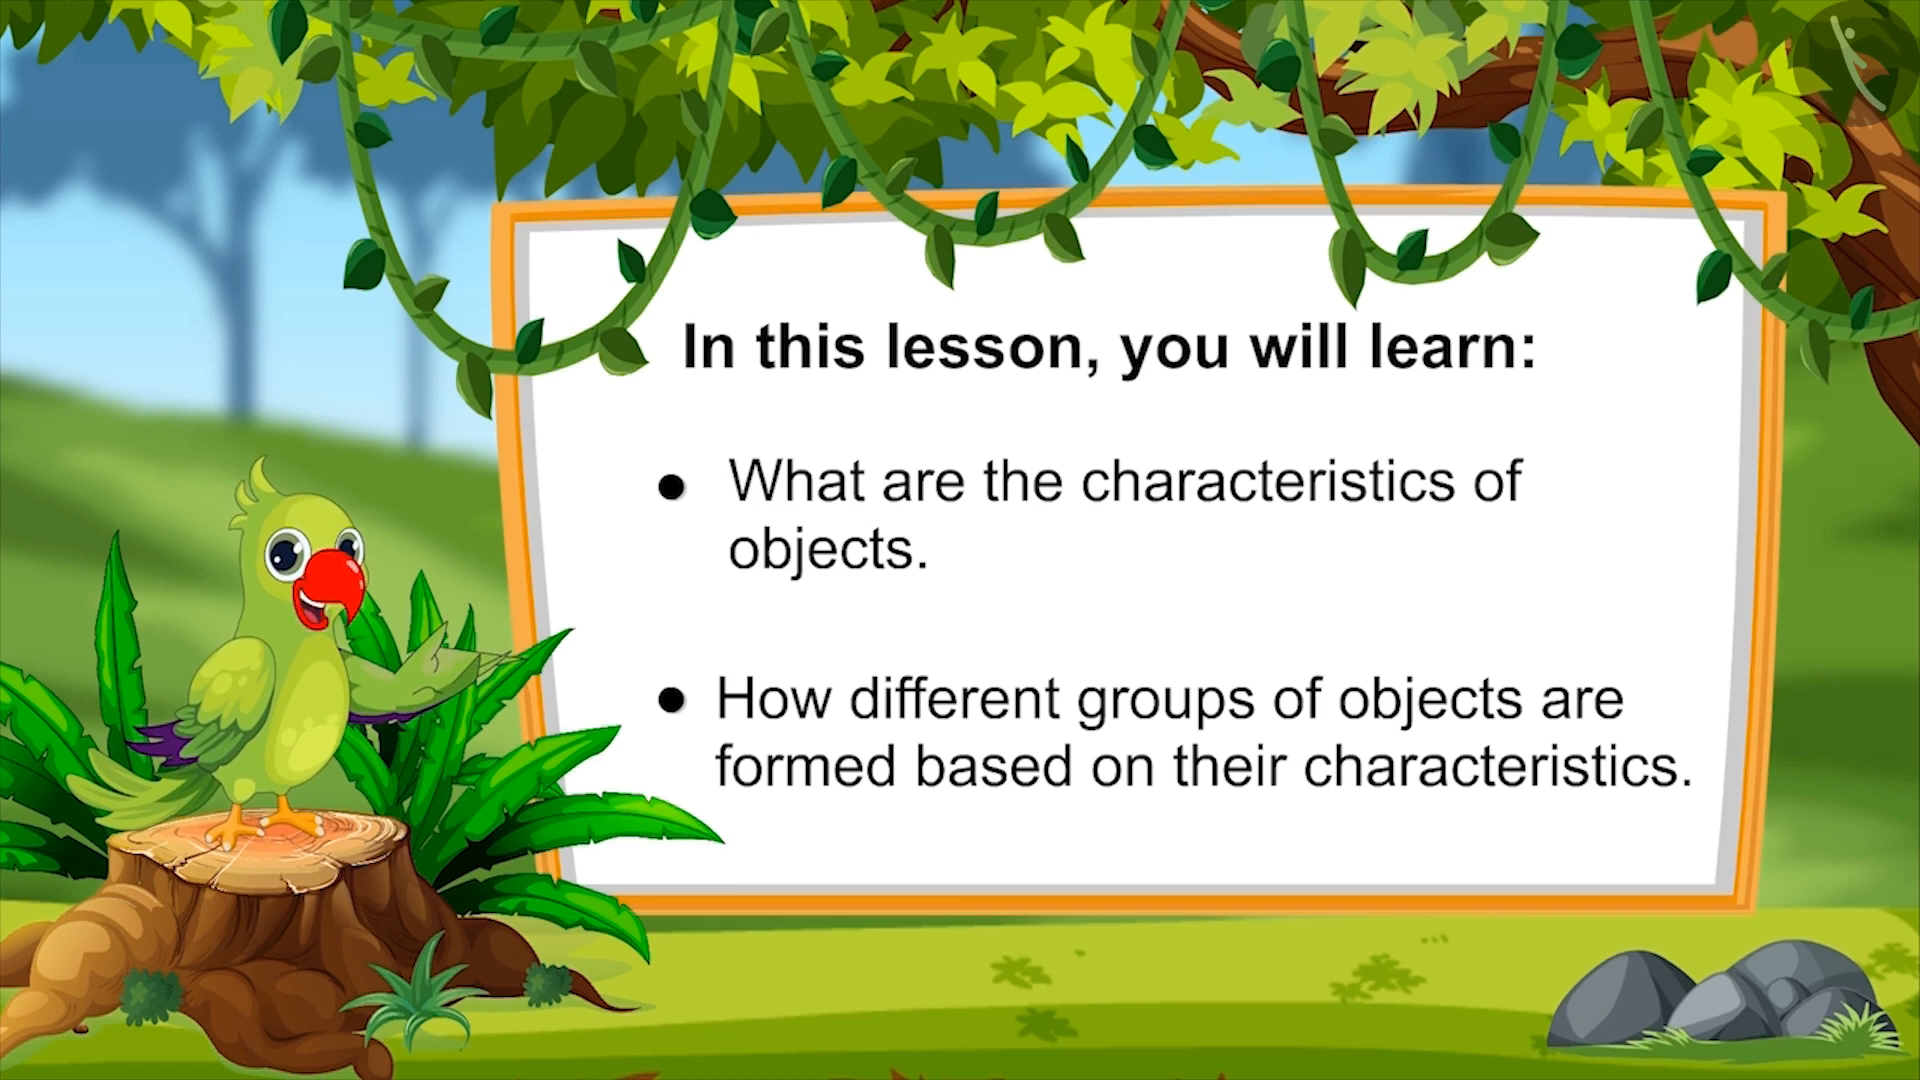 In this lesson, you will learn:
● What are the characteristics of
objects.
● How different groups of objects are
formed based on their characteristics.